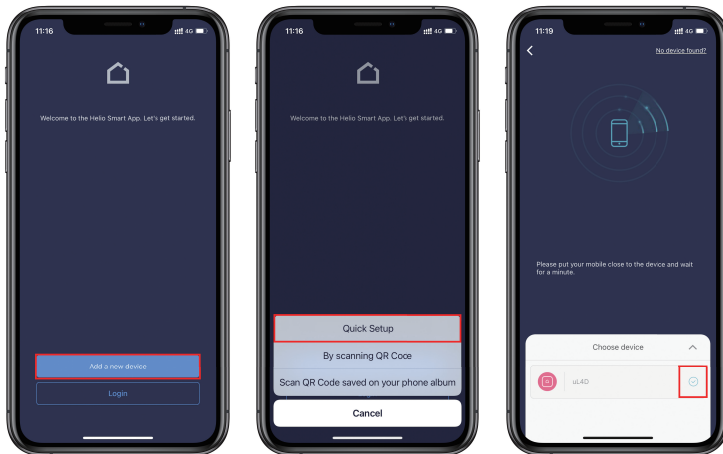 11:16
4G
Welcome to the Helio Smart App. Let's get started.
Add a new device
Login
11:16
4G
Welcome to the Helio Smart App. Let's get started.
Quick Setup
By scanning QR Code
Scan QR Code saved on your phone album
Cancel
11:19
4G
No device found?
Please put your mobile close to the device and wait
for a minute.
Choose device
uL4D